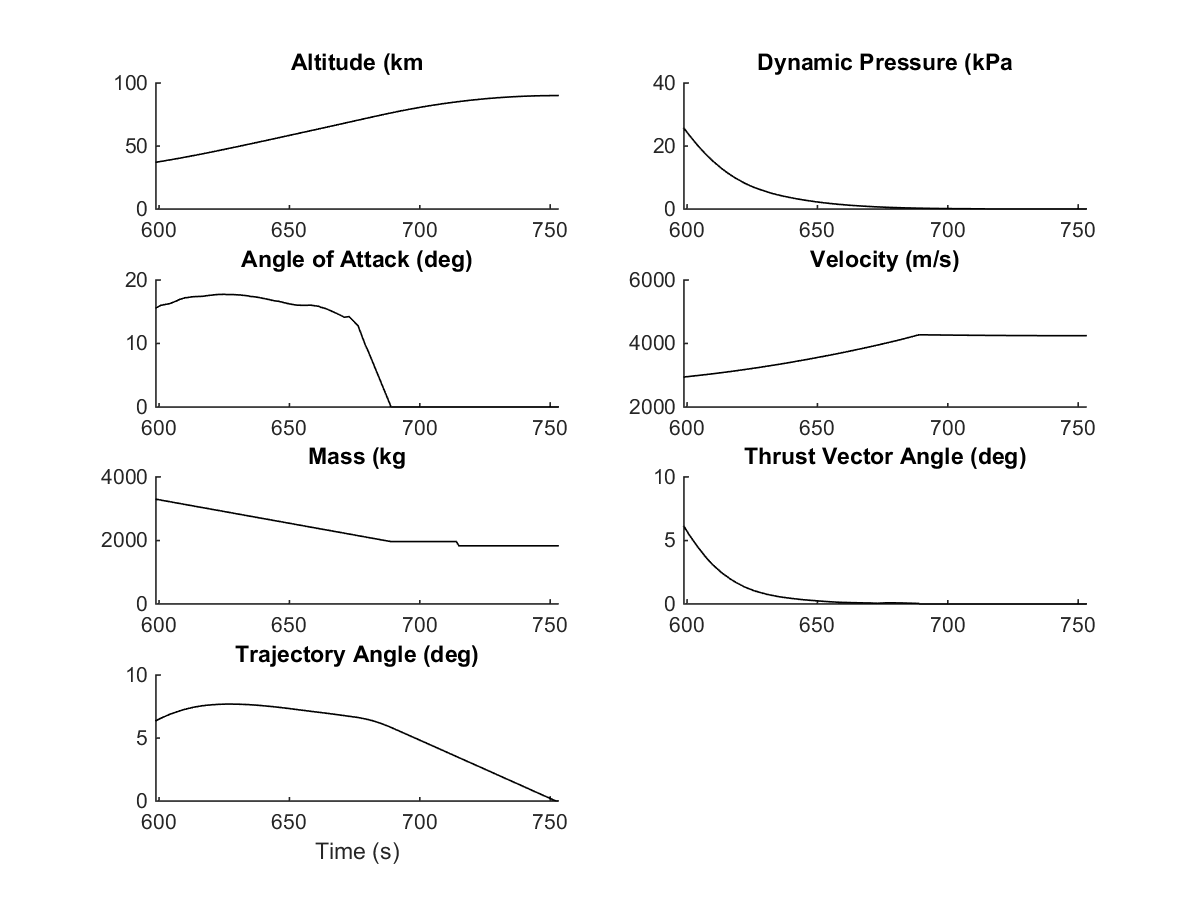 Altitude (km
100
50
0
600 650 700 750
Dynamic Pressure (kPa
40
20
0
600 650 700 750
Angle of Attack (deg)
20
10
0
600 650 700 750
Velocity (m/s)
6000
4000
2000
600 650 700 750
Mass (kg
4000
2000
0
600 650 700 750
Thrust Vector Angle (deg)
10
5
0
600 650 700 750
Trajectory Angle (deg)
10
5
0
600 650 700 750
Time (s)